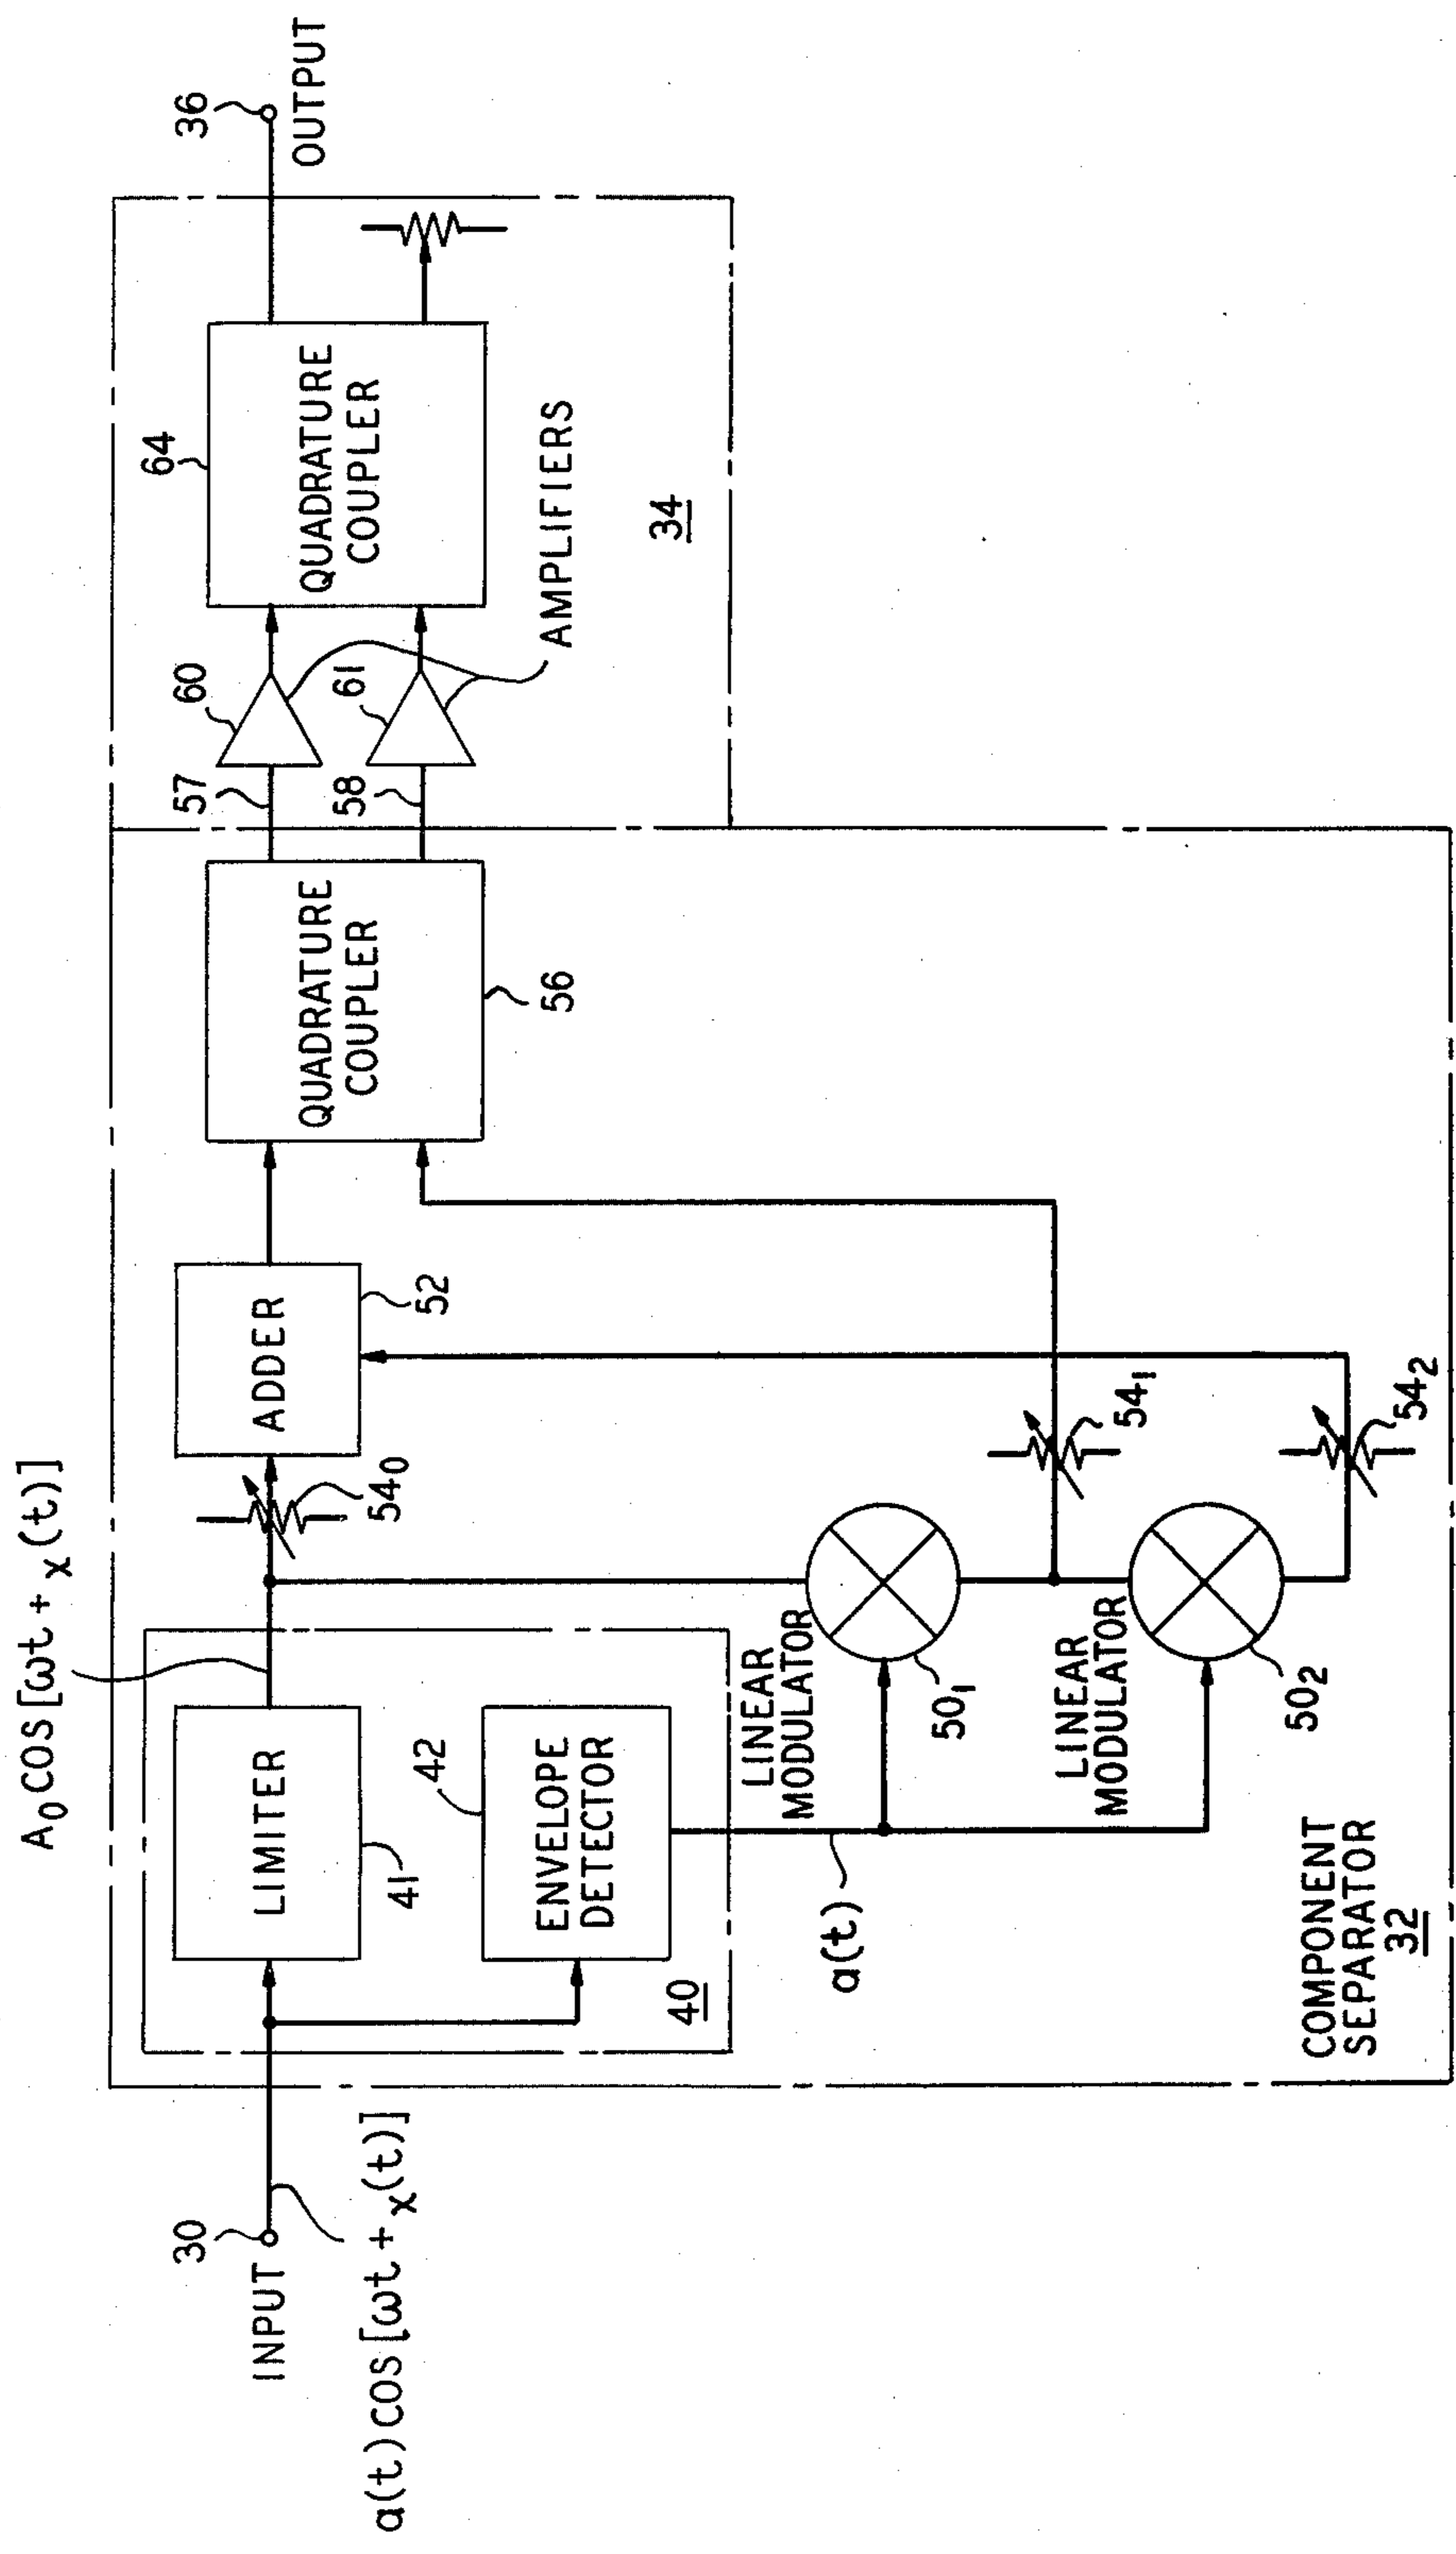 INPUT
30
a(t)COS[ωt+χ(t)]
A0COS[ωt+χ(t)]
LIMITER
41
ENVELOPE
DETECTOR
42
40
a(t)
LINEAR
MODULATOR
501
LINEAR
MODULATOR
502
540
541
542
ADDER
52
COMPONENT
SEPARATOR
32
QUADRATURE
COUPLER
56
57
58
60
61
AMPLIFIERS
QUADRATURE
COUPLER
64
34
36
OUTPUT